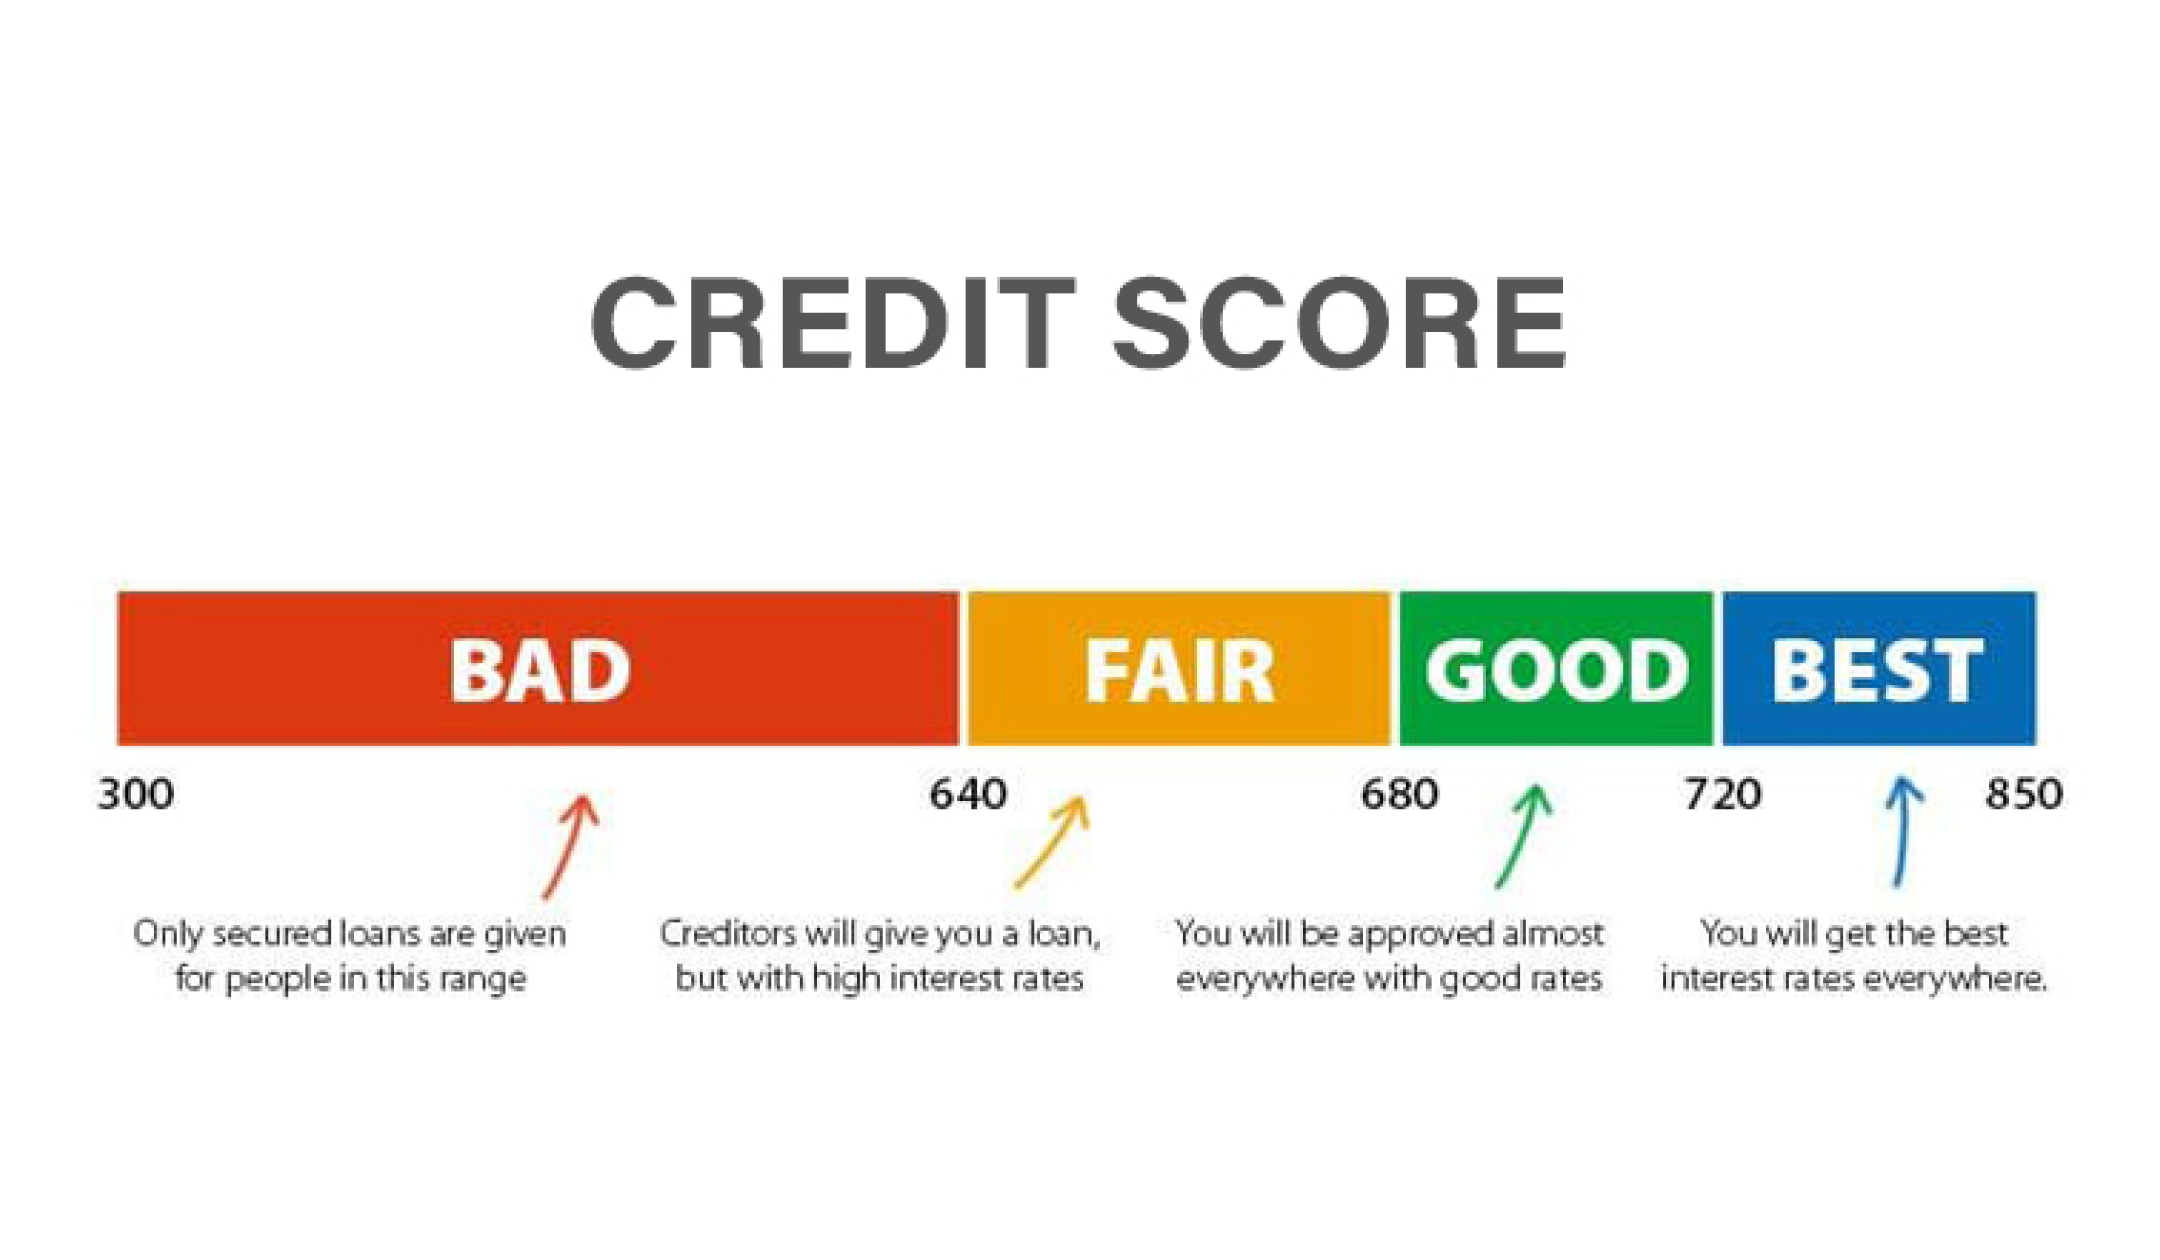 CREDIT SCORE
BAD FAIR GOOD BEST
300 640 680 720 850
Only secured loans are given
for people in this range
Creditors will give you a loan,
but with high interest rates
You will be approved almost
everywhere with good rates
You will get the best
interest rates everywhere.